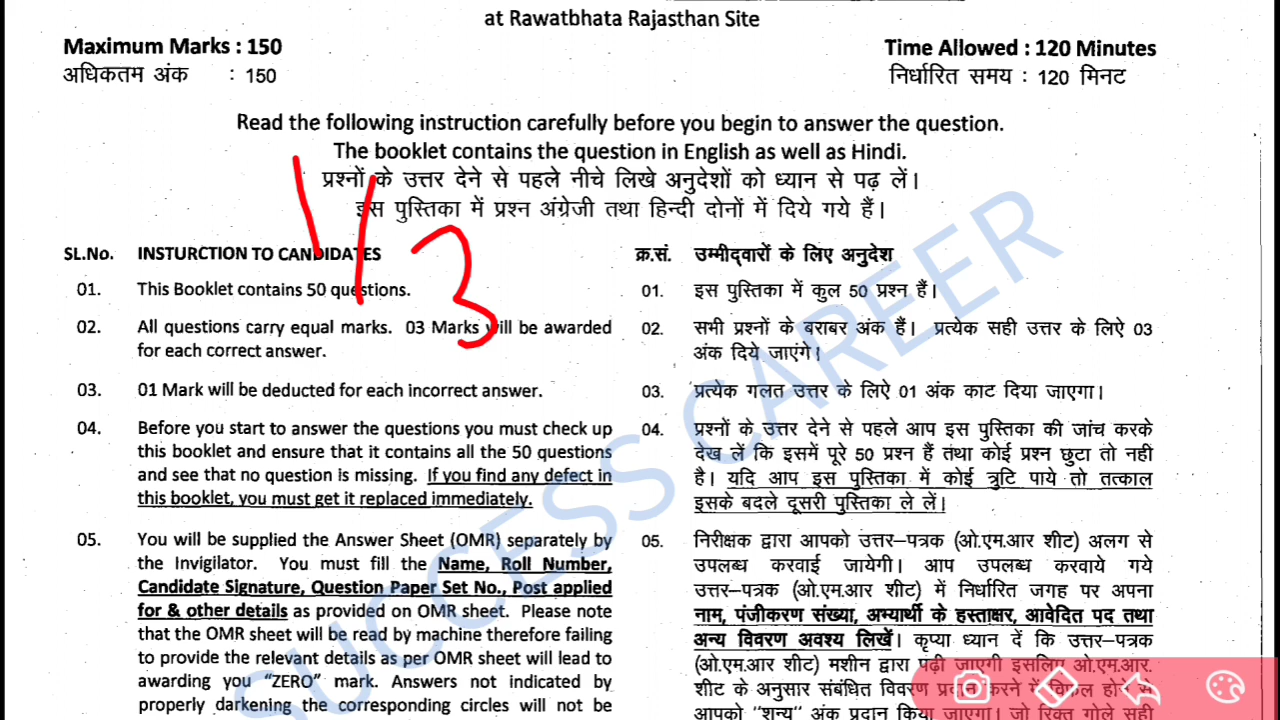 at Rawatbhata Rajasthan Site
Maximum Marks : 150
Time Allowed : 120 Minutes
अधिकतम अंक : 150
निर्धारित समय : 120 मिनट
Read the following instruction carefully before you begin to answer the question.
The booklet contains the question in English as well as Hindi.
प्रश्नों के उत्तर देने से पहले नीचे लिखे अनुदेशों को ध्यान से पढ़ लें।
इस पुस्तिका में प्रश्न अंग्रेजी तथा हिन्दी दोनों में दिये गये हैं।
1/3
SL.No. INSTURCTION TO CANDIDATES
01. This Booklet contains 50 questions.
02. All questions carry equal marks. 03 Marks will be awarded
for each correct answer.
03. 01 Mark will be deducted for each incorrect answer.
04. Before you start to answer the questions you must check up
this booklet and ensure that it contains all the 50 questions
and see that no question is missing. If you find any defect in
this booklet, you must get it replaced immediately.
05. You will be supplied the Answer Sheet (OMR) separately by
the Invigilator. You must fill the Name, Roll Number,
Candidate Signature, Question Paper Set No., Post applied
for & other details as provided on OMR sheet. Please note
that the OMR sheet will be read by machine therefore failing
to provide the relevant details as per OMR sheet will lead to
awarding you "ZERO" mark. Answers not indicated by
properly darkening the corresponding circles will not be
क्र.सं. उम्मीद्वारों के लिए अनुदेश
01. इस पुस्तिका में कुल 50 प्रश्न हैं।
02. सभी प्रश्नों के बराबर अंक हैं। प्रत्येक सही उत्तर के लिऐ 03
अंक दिये जाएंगे।
03. प्रत्येक गलत उत्तर के लिऐ 01 अंक काट दिया जाएगा।
04. प्रश्नों के उत्तर देने से पहले आप इस पुस्तिका की जांच करके
देख लें कि इसमें पूरे 50 प्रश्न हैं तथा कोई प्रश्न छुटा तो नहीं
है। यदि आप इस पुस्तिका में कोई त्रुटि पाये तो तत्काल
इसके बदले दूसरी पुस्तिका ले लें।
05. निरीक्षक द्वारा आपको उत्तर–पत्रक (ओ.एम.आर शीट) अलग से
उपलब्ध करवाई जायेगी। आप उपलब्ध करवाये गये
उत्तर–पत्रक (ओ.एम.आर शीट) में निर्धारित जगह पर अपना
नाम, पंजीकरण संख्या, अभ्यार्थी के हस्ताक्षर, आवेदित पद तथा
अन्य विवरण अवश्य लिखें। कृप्या ध्यान दें कि उत्तर–पत्रक
(ओ.एम.आर शीट) मशीन द्वारा पढ़ी जाएगी इसलिए ओ.एम.आर.
शीट के अनुसार संबंधित विवरण प्रदान करने में विफल होने से
आपको "शून्य" अंक प्रदान किया जाएगा। जो रिक्त गोले सही
SUCCESS CAREER